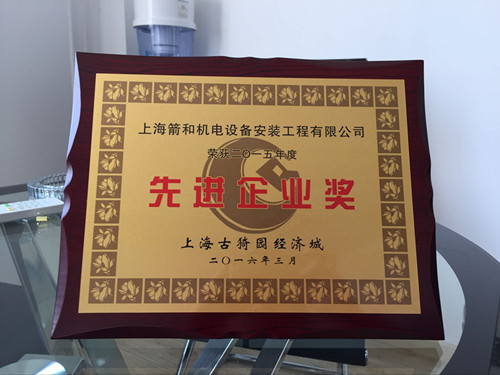 上海箭和机电设备安装工程有限公司
荣获二〇一五年度
先进企业奖
上海古猗园经济城
二〇一六年三月